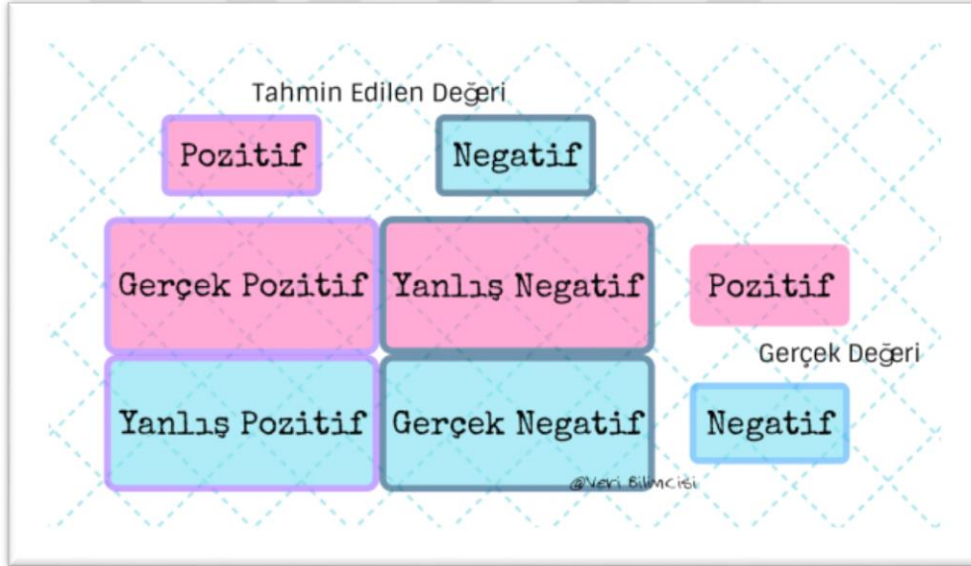 Tahmin Edilen Değeri
Pozitif Negatif
Gerçek Pozitif Yanlış Negatif Pozitif
Gerçek Değeri
Yanlış Pozitif Gerçek Negatif Negatif
@Veri Bilimcisi